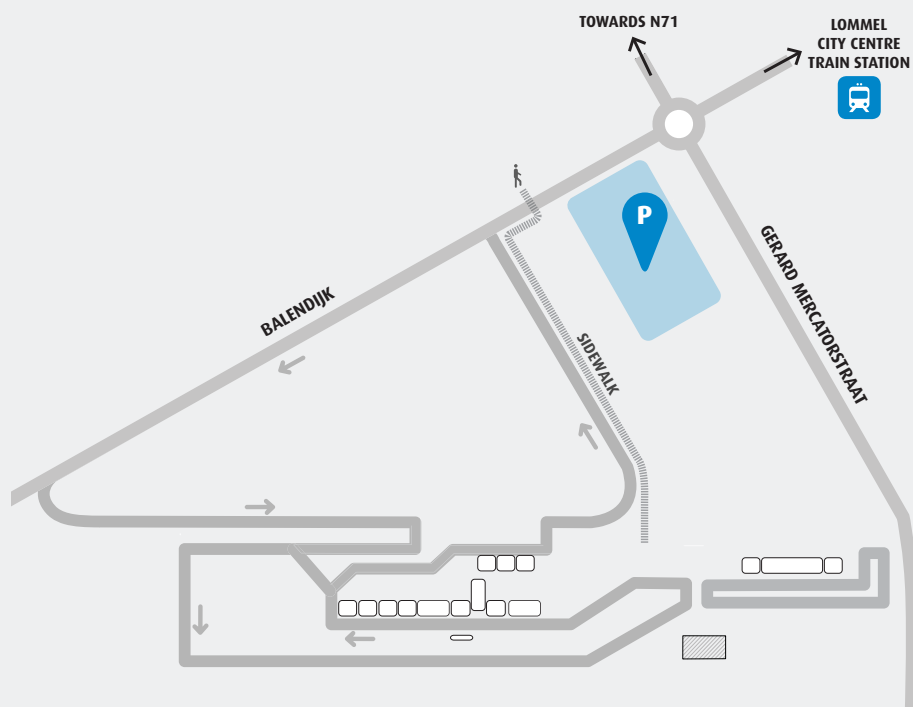 TOWARDS N71
LOMMEL
CITY CENTRE
TRAIN STATION
P
GERARD MERCATORSTRAAT
BALENDIJK
SIDEWALK